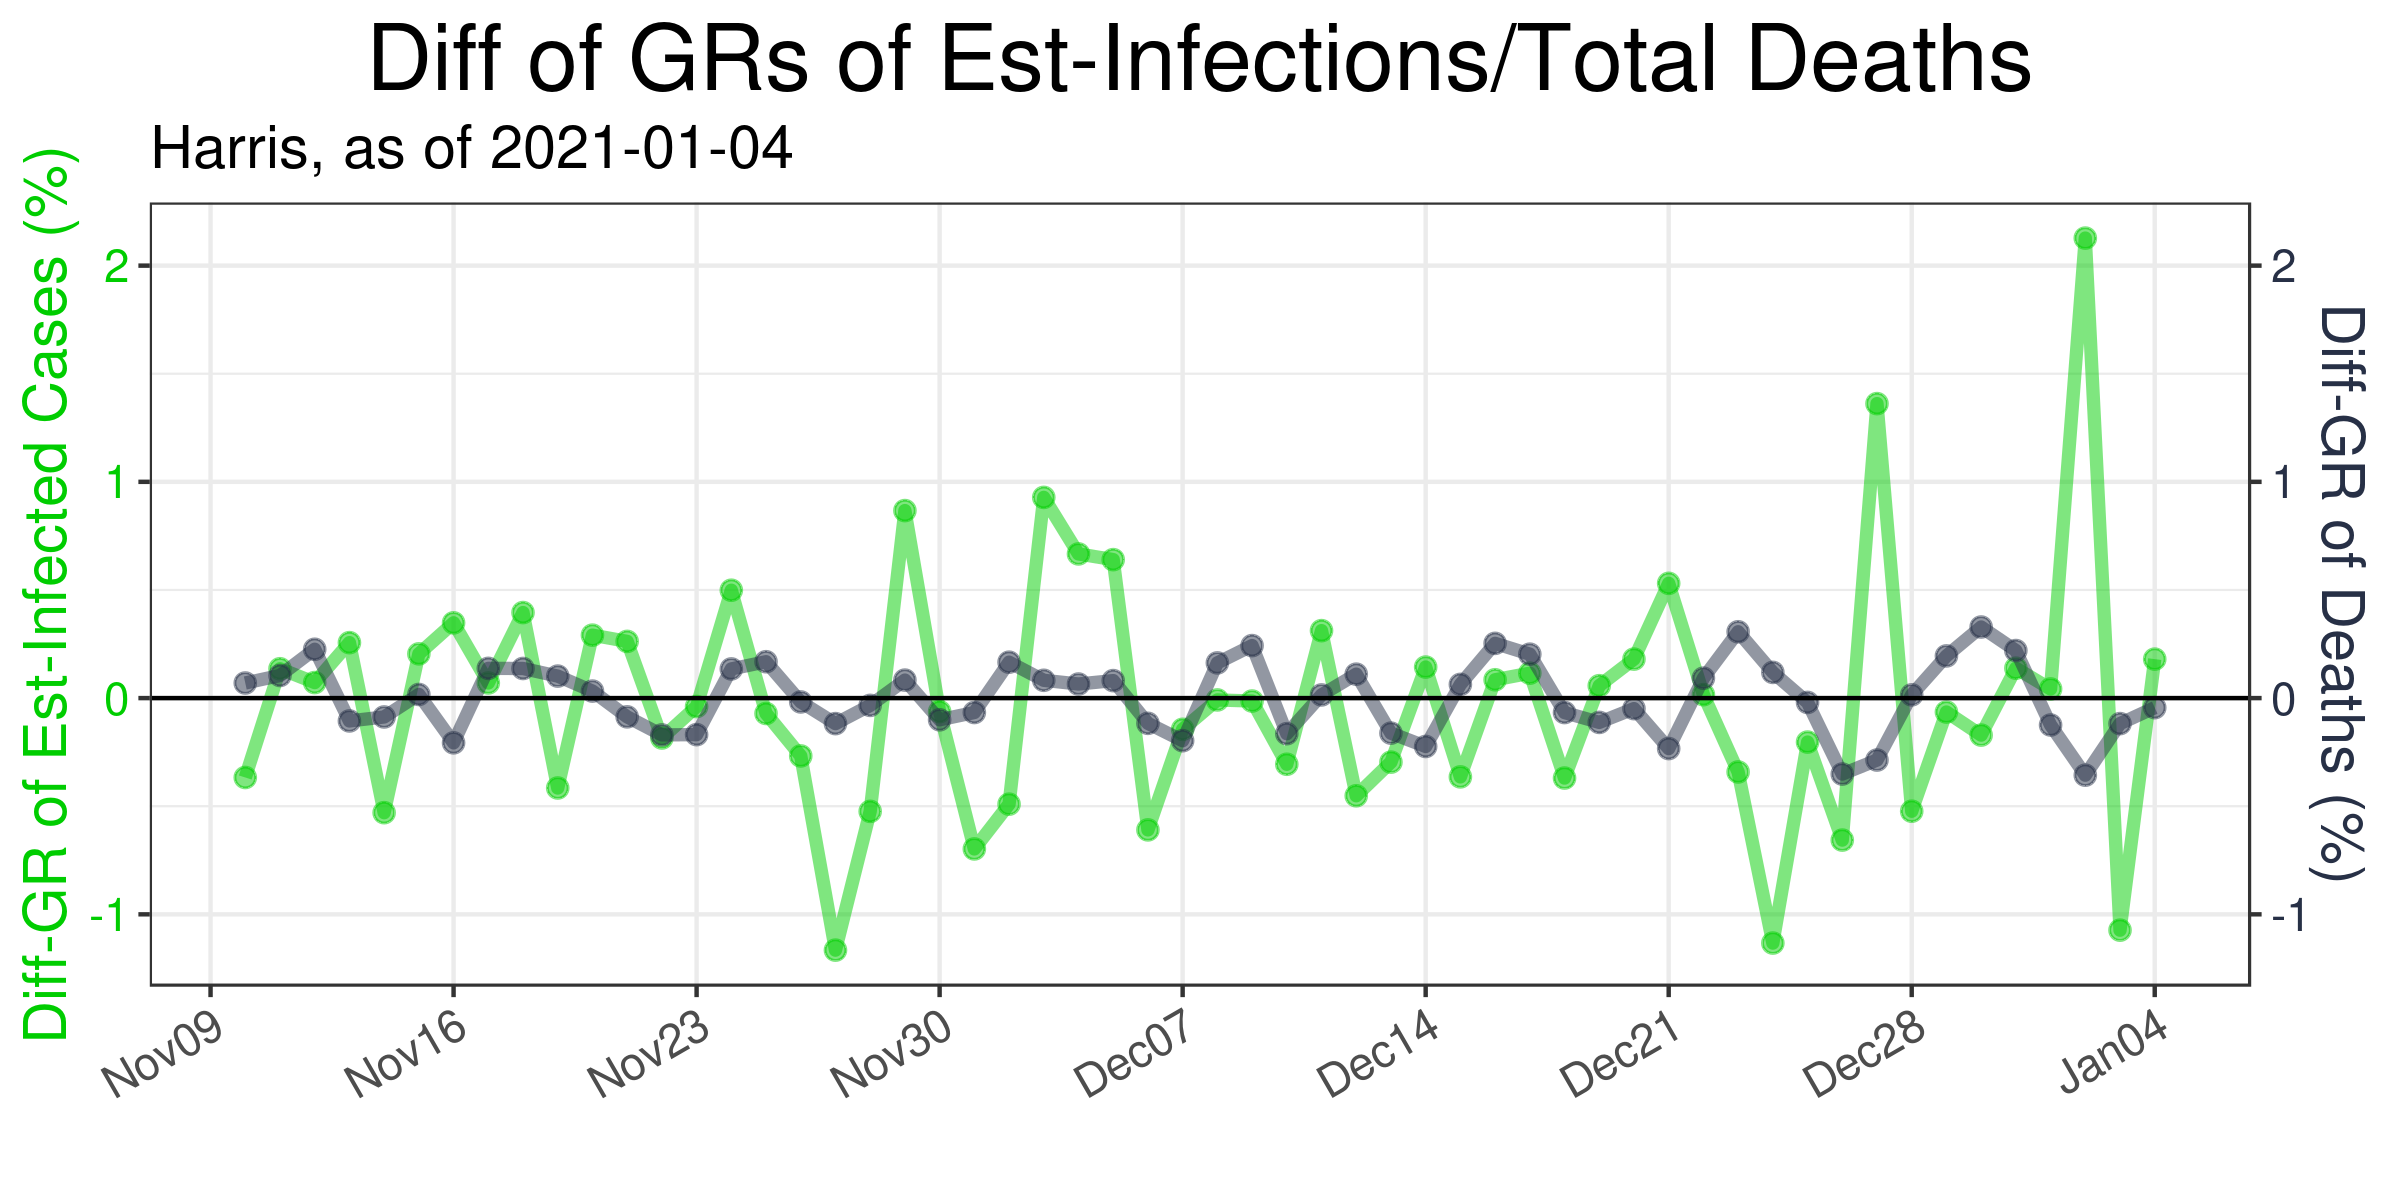 Diff of GRs of Est-Infections/Total Deaths
Harris, as of 2021-01-04
Diff-GR of Est-Infected Cases (%)
2
1
0
-1
2
1
0
-1
Diff-GR of Deaths (%)
Nov09
Nov16
Nov23
Nov30
Dec07
Dec14
Dec21
Dec28
Jan04